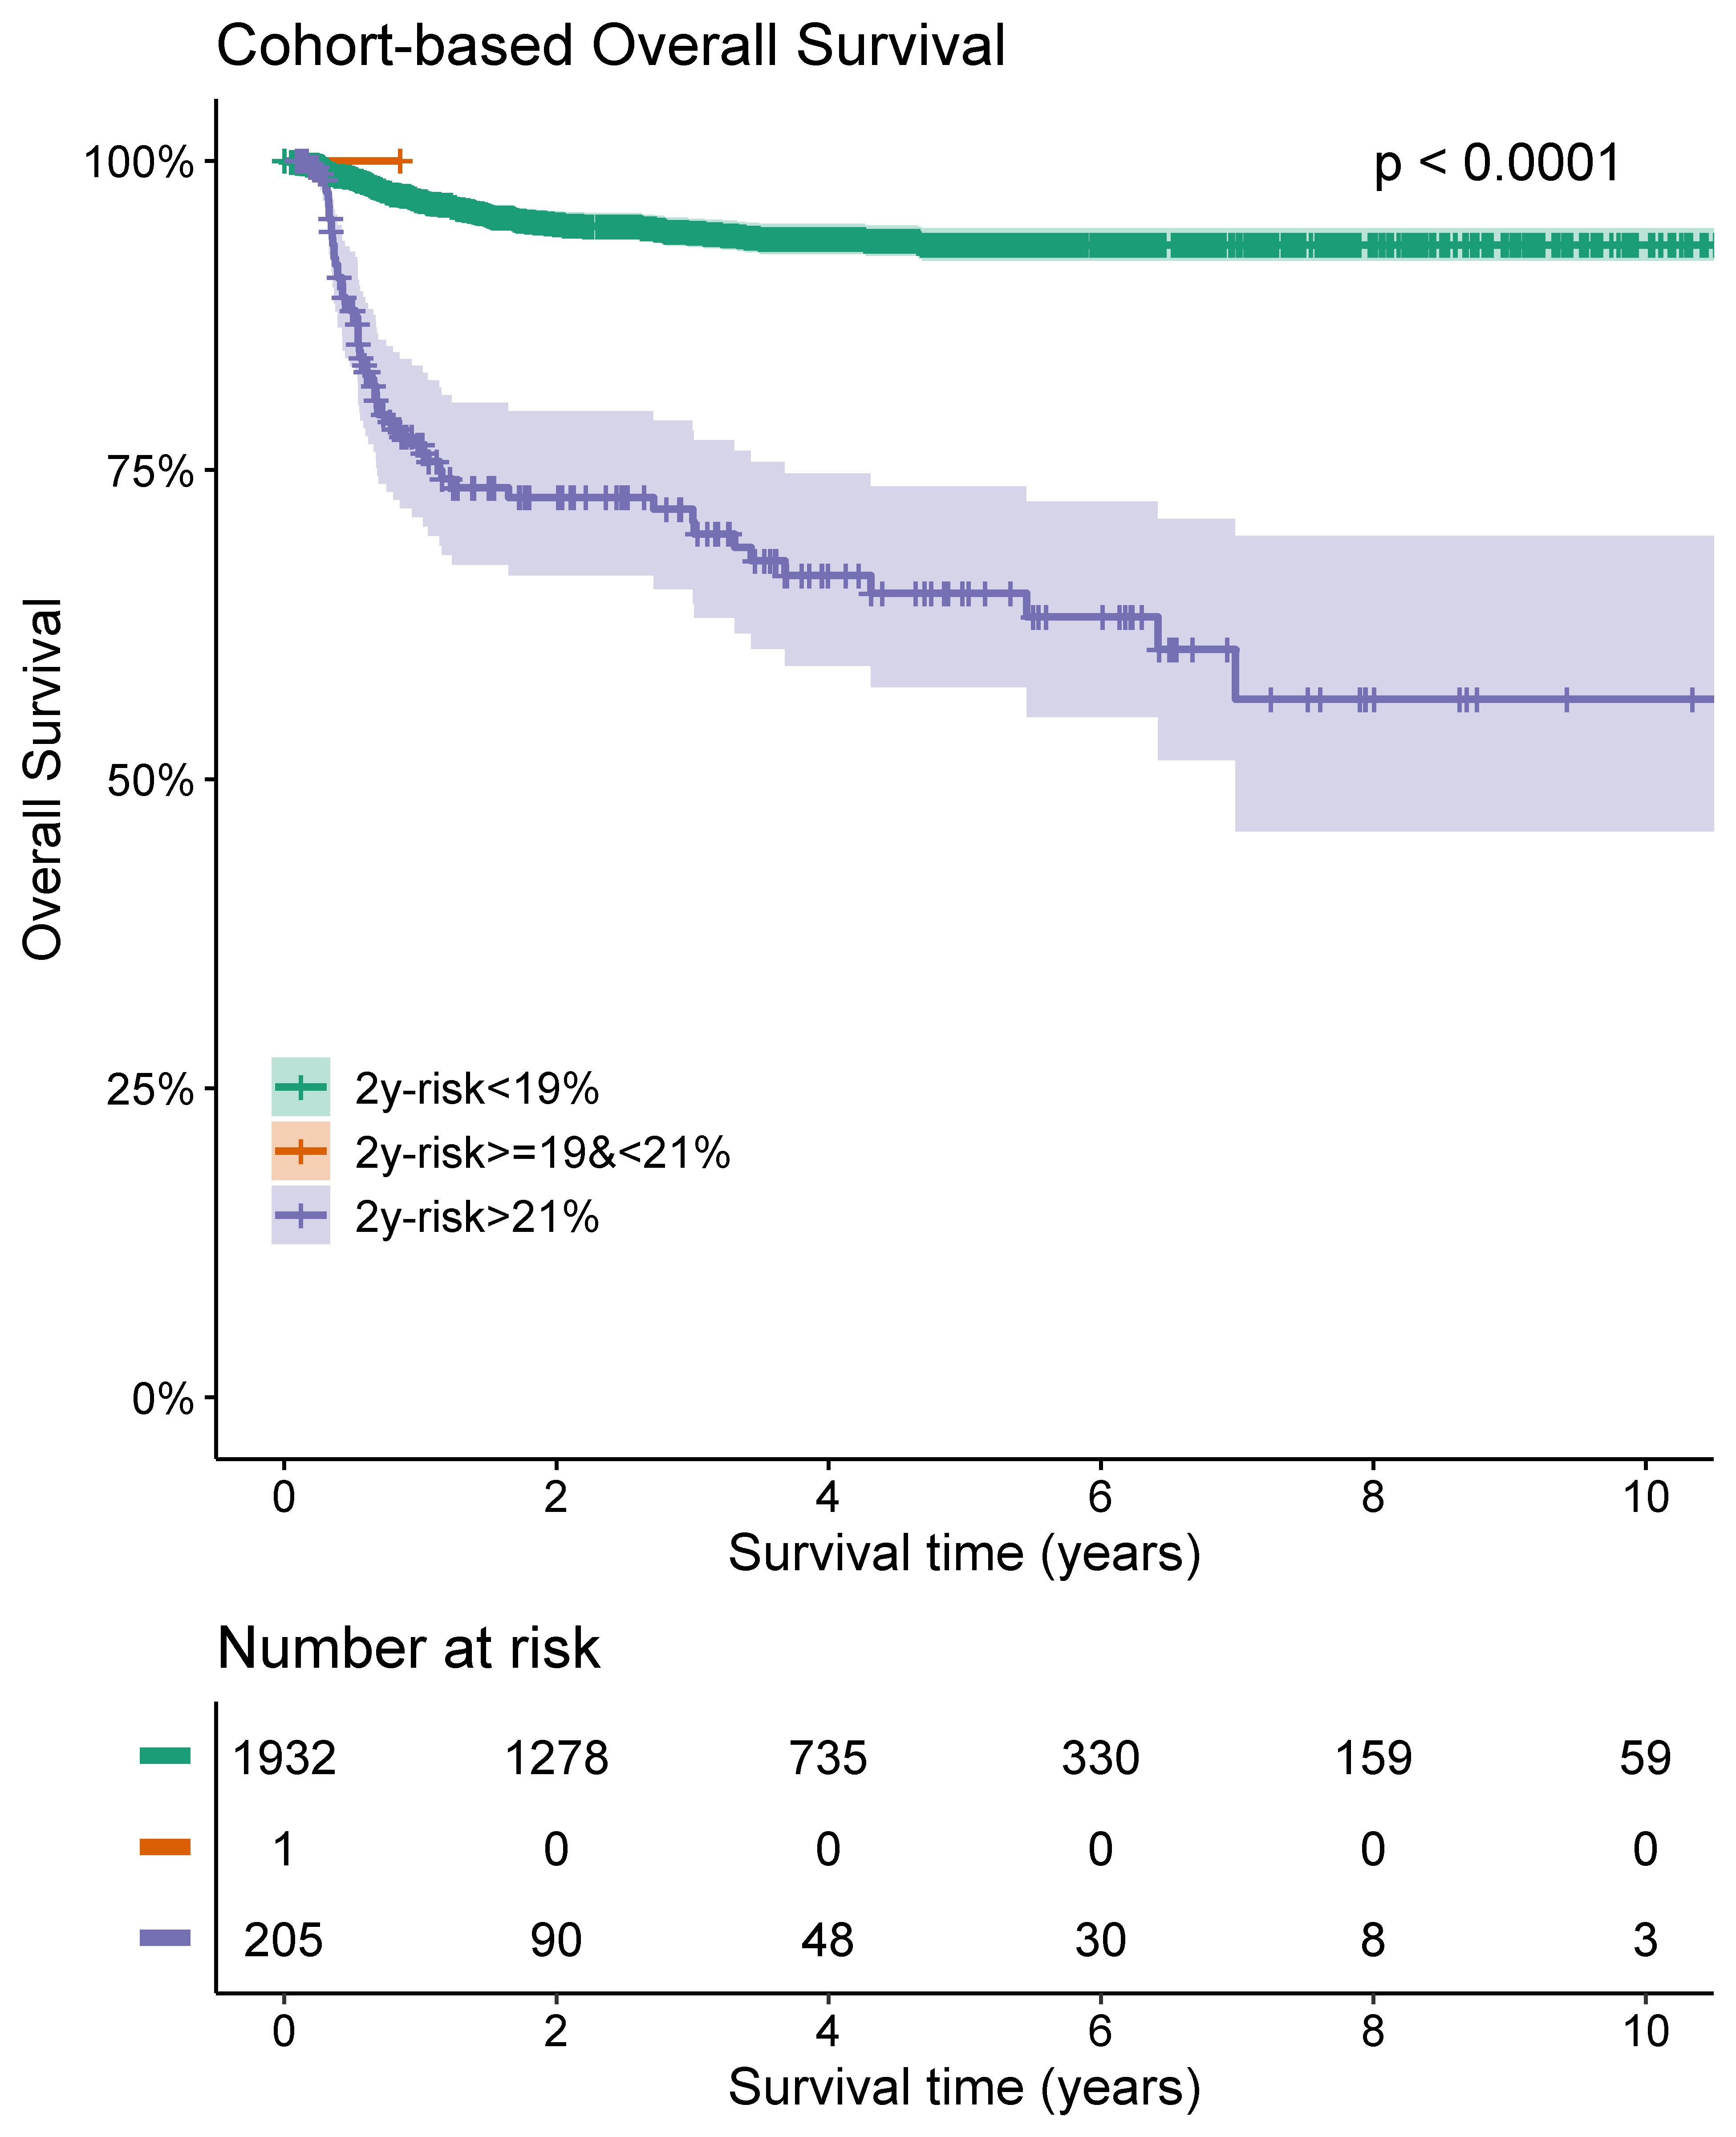 Cohort-based Overall Survival
p < 0.0001
100%
75%
50%
25%
0%
Overall Survival
2y-risk<19%
2y-risk>=19&<21%
2y-risk>21%
0 2 4 6 8 10
Survival time (years)
Number at risk
1932 1278 735 330 159 59
1 0 0 0 0 0
205 90 48 30 8 3
0 2 4 6 8 10
Survival time (years)